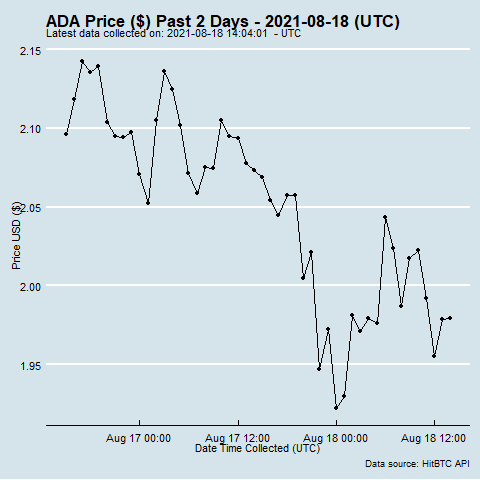 ADA Price ($) Past 2 Days - 2021-08-18 (UTC)
Latest data collected on: 2021-08-18 14:04:01 - UTC
2.15
2.10
2.05
2.00
1.95
Price USD ($)
Aug 17 00:00 Aug 17 12:00 Aug 18 00:00 Aug 18 12:00
Date Time Collected (UTC)
Data source: HitBTC API